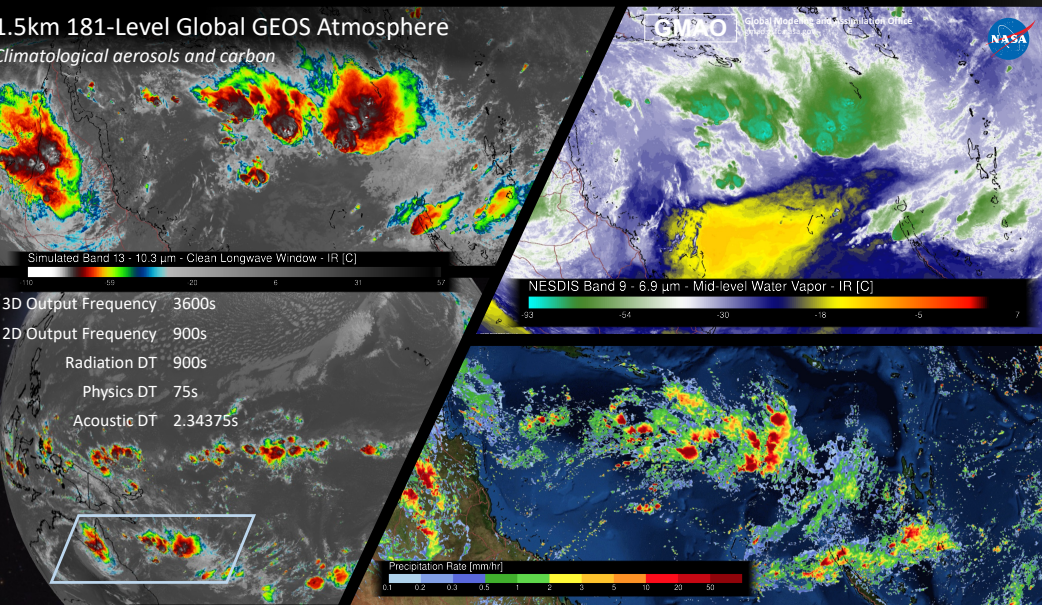 1.5km 181-Level Global GEOS Atmosphere
Climatological aerosols and carbon
GMAO
Global Modeling and Assimilation Office
NASA
Simulated Band 13 - 10.3 µm - Clean Longwave Window - IR [C]
-110 -59 -20 6 31 57
NESDIS Band 9 - 6.9 µm - Mid-level Water Vapor - IR [C]
-93 -54 -30 -18 -5 7
3D Output Frequency 3600s
2D Output Frequency 900s
Radiation DT 900s
Physics DT 75s
Acoustic DT 2.34375s
Precipitation Rate [mm/hr]
0.1 0.2 0.3 0.5 1 2 3 5 10 20 50